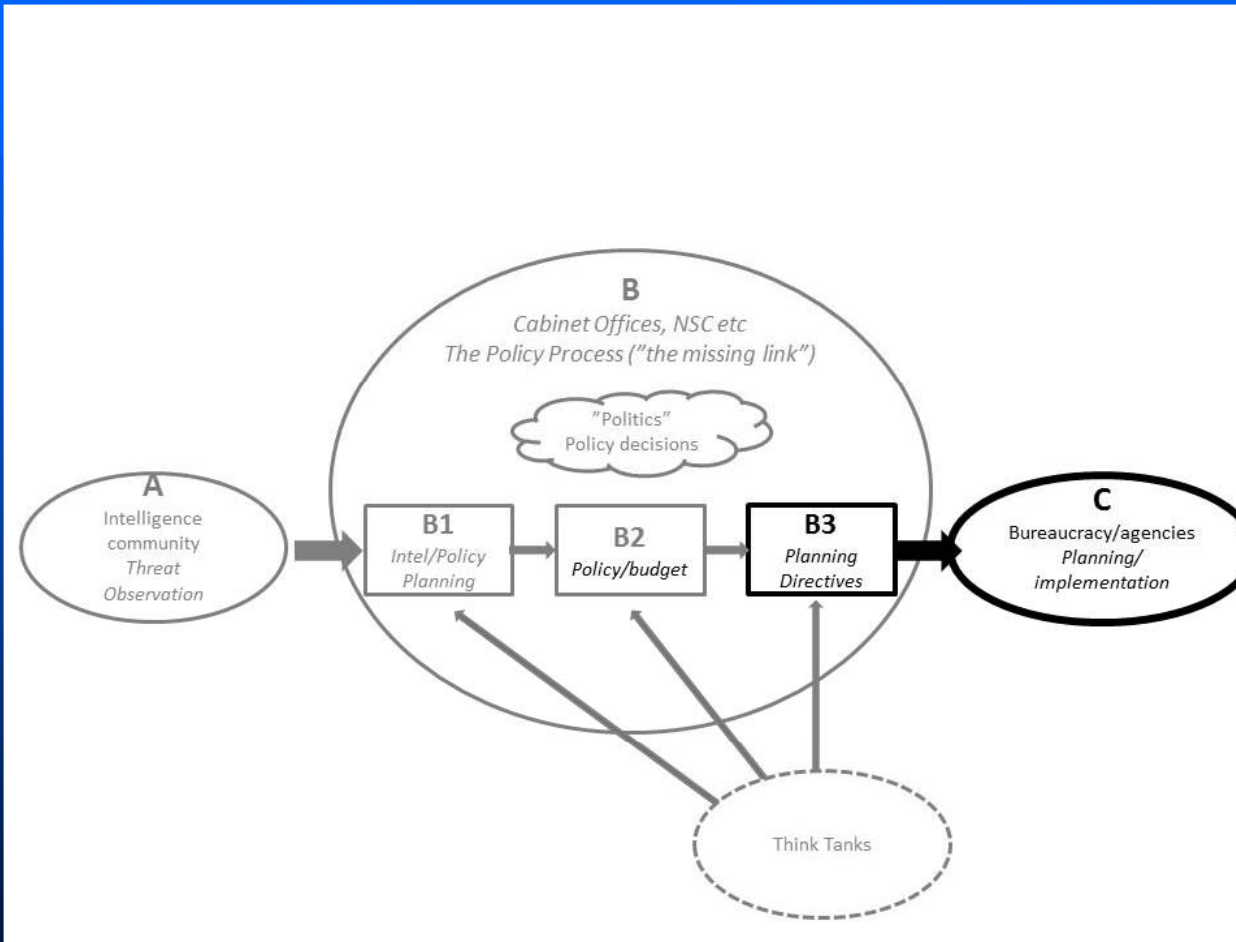 B
Cabinet Offices, NSC etc
The Policy Process ("the missing link")
"Politics"
Policy decisions
A
Intelligence
community
Threat
Observation
B1
Intel/Policy
Planning
B2
Policy/budget
B3
Planning
Directives
C
Bureaucracy/agencies
Planning/
implementation
Think Tanks